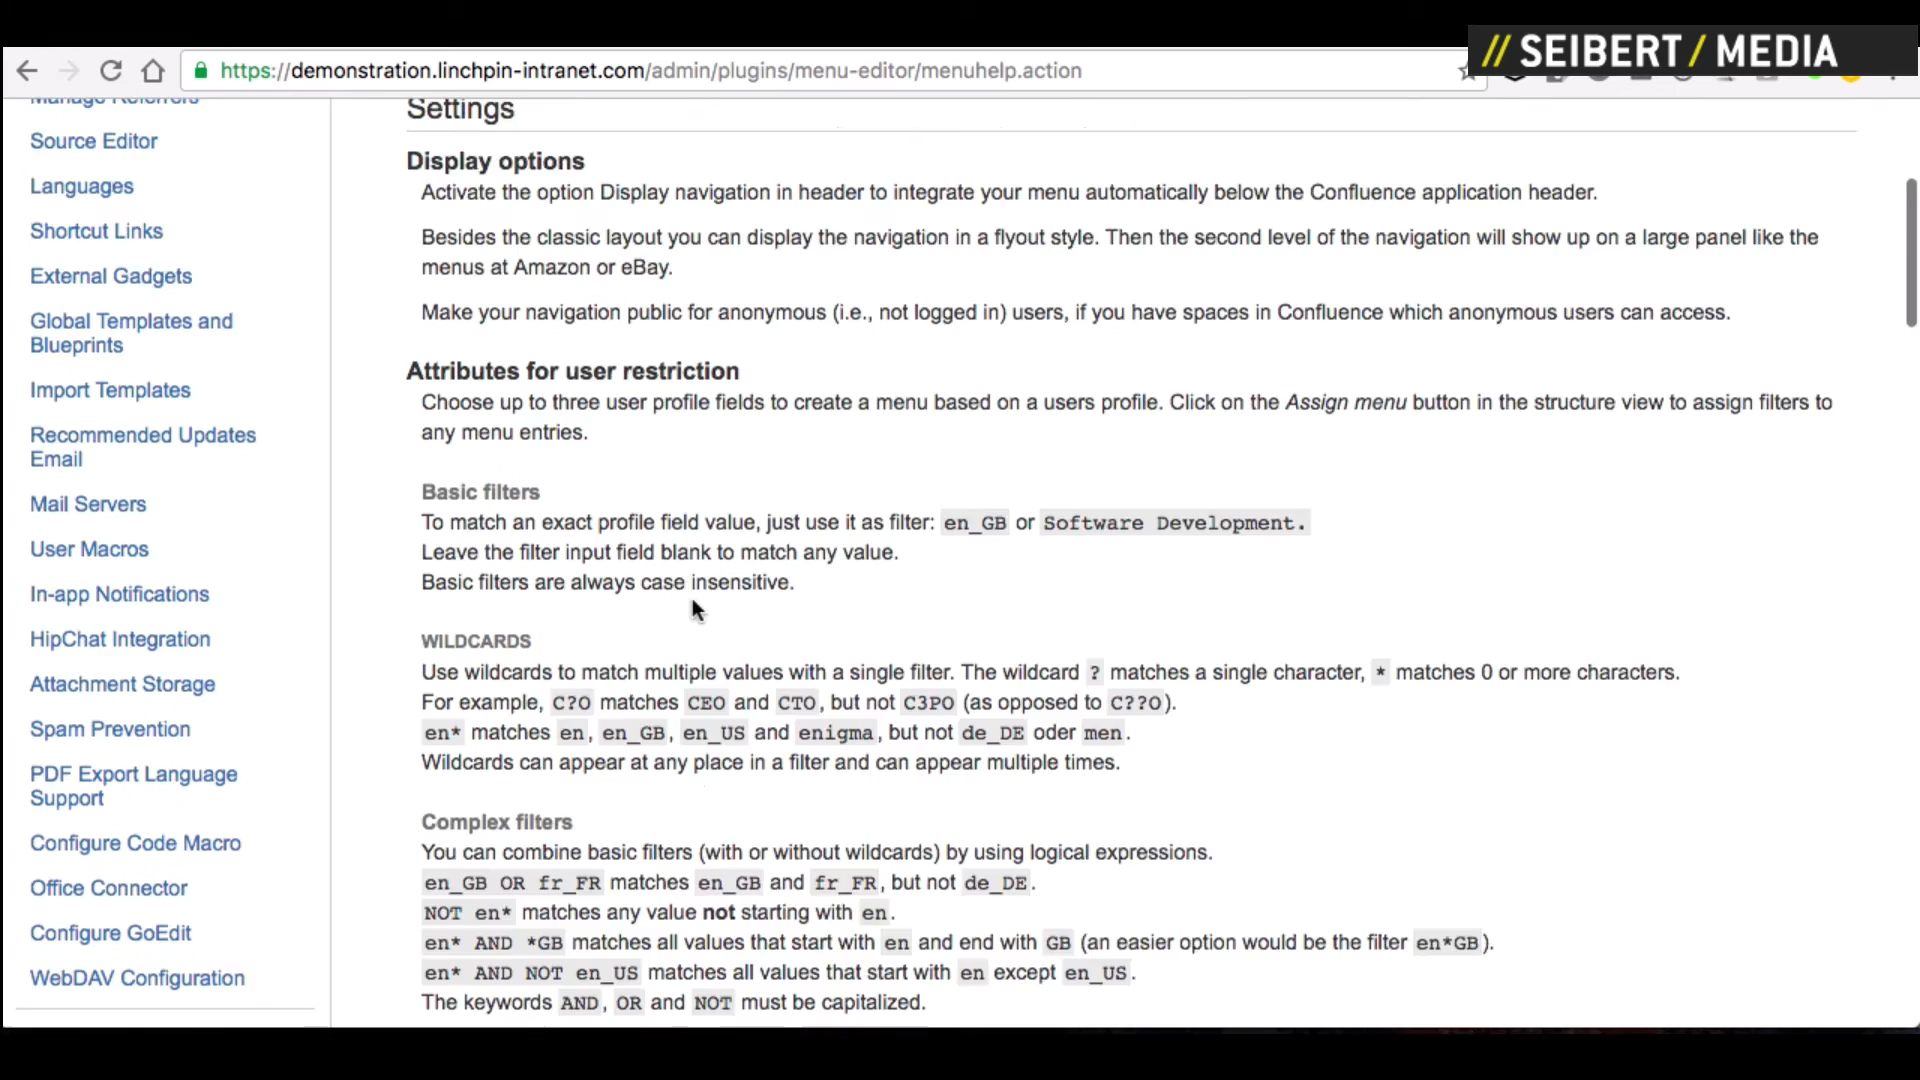 // SEIBERT / MEDIA
https://demonstration.linchpin-intranet.com/admin/plugins/menu-editor/menuhelp.action
Manage Referrers
Source Editor
Languages
Shortcut Links
External Gadgets
Global Templates and
Blueprints
Import Templates
Recommended Updates
Email
Mail Servers
User Macros
In-app Notifications
HipChat Integration
Attachment Storage
Spam Prevention
PDF Export Language
Support
Configure Code Macro
Office Connector
Configure GoEdit
WebDAV Configuration
Settings
Display options
Activate the option Display navigation in header to integrate your menu automatically below the Confluence application header.
Besides the classic layout you can display the navigation in a flyout style. Then the second level of the navigation will show up on a large panel like the
menus at Amazon or eBay.
Make your navigation public for anonymous (i.e., not logged in) users, if you have spaces in Confluence which anonymous users can access.
Attributes for user restriction
Choose up to three user profile fields to create a menu based on a users profile. Click on the Assign menu button in the structure view to assign filters to
any menu entries.
Basic filters
To match an exact profile field value, just use it as filter: en_GB or Software Development.
Leave the filter input field blank to match any value.
Basic filters are always case insensitive.
WILDCARDS
Use wildcards to match multiple values with a single filter. The wildcard ? matches a single character, * matches 0 or more characters.
For example, C?O matches CEO and CTO, but not C3PO (as opposed to C??O).
en* matches en, en_GB, en_US and enigma, but not de_DE oder men.
Wildcards can appear at any place in a filter and can appear multiple times.
Complex filters
You can combine basic filters (with or without wildcards) by using logical expressions.
en_GB OR fr_FR matches en_GB and fr_FR, but not de_DE.
NOT en* matches any value not starting with en.
en* AND *GB matches all values that start with en and end with GB (an easier option would be the filter en*GB).
en* AND NOT en_US matches all values that start with en except en_US.
The keywords AND, OR and NOT must be capitalized.